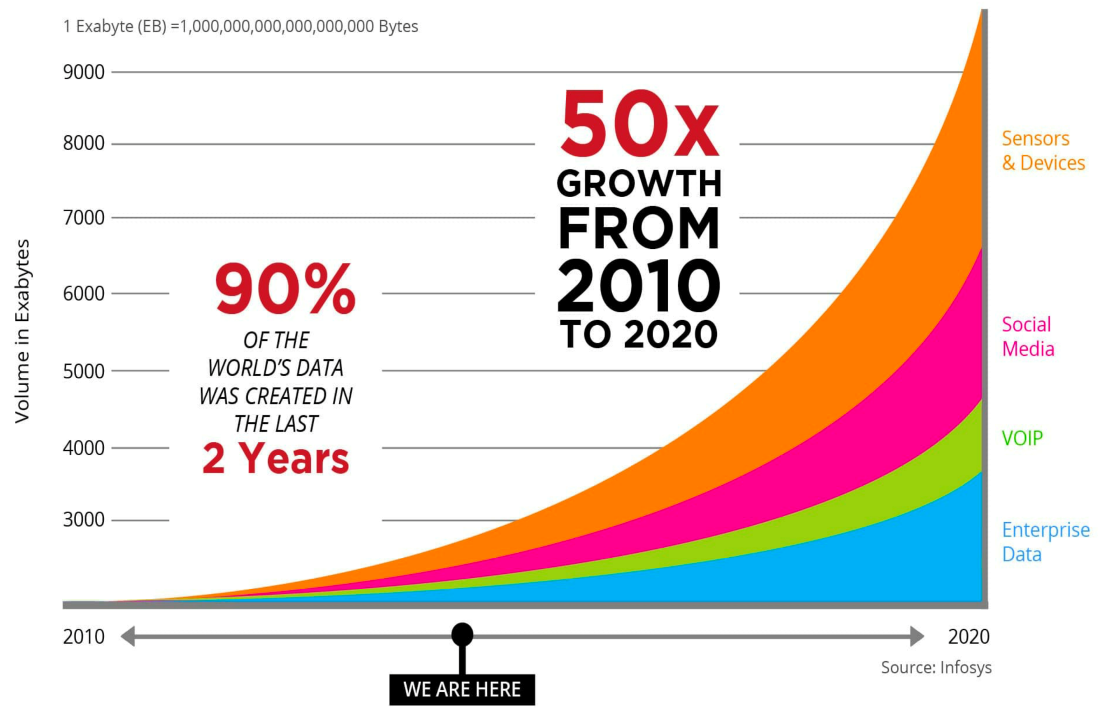 1 Exabyte (EB) =1,000,000,000,000,000,000 Bytes
9000
8000
7000
6000
5000
4000
3000
Volume in Exabytes
90%
OF THE
WORLD'S DATA
WAS CREATED IN
THE LAST
2 Years
50x
GROWTH
FROM
2010
TO 2020
Sensors
& Devices
Social
Media
VOIP
Enterprise
Data
2010
2020
WE ARE HERE
Source: Infosys